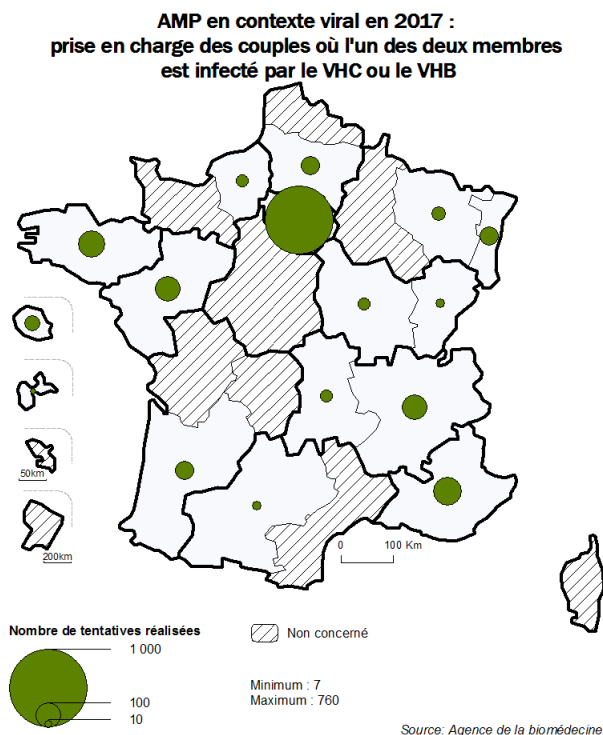 AMP en contexte viral en 2017 :
prise en charge des couples où l'un des deux membres
est infecté par le VHC ou le VHB
50km
200km
0 100 Km
Nombre de tentatives réalisées
1 000
100
10
Non concerné
Minimum : 7
Maximum : 760
Source: Agence de la biomédecine